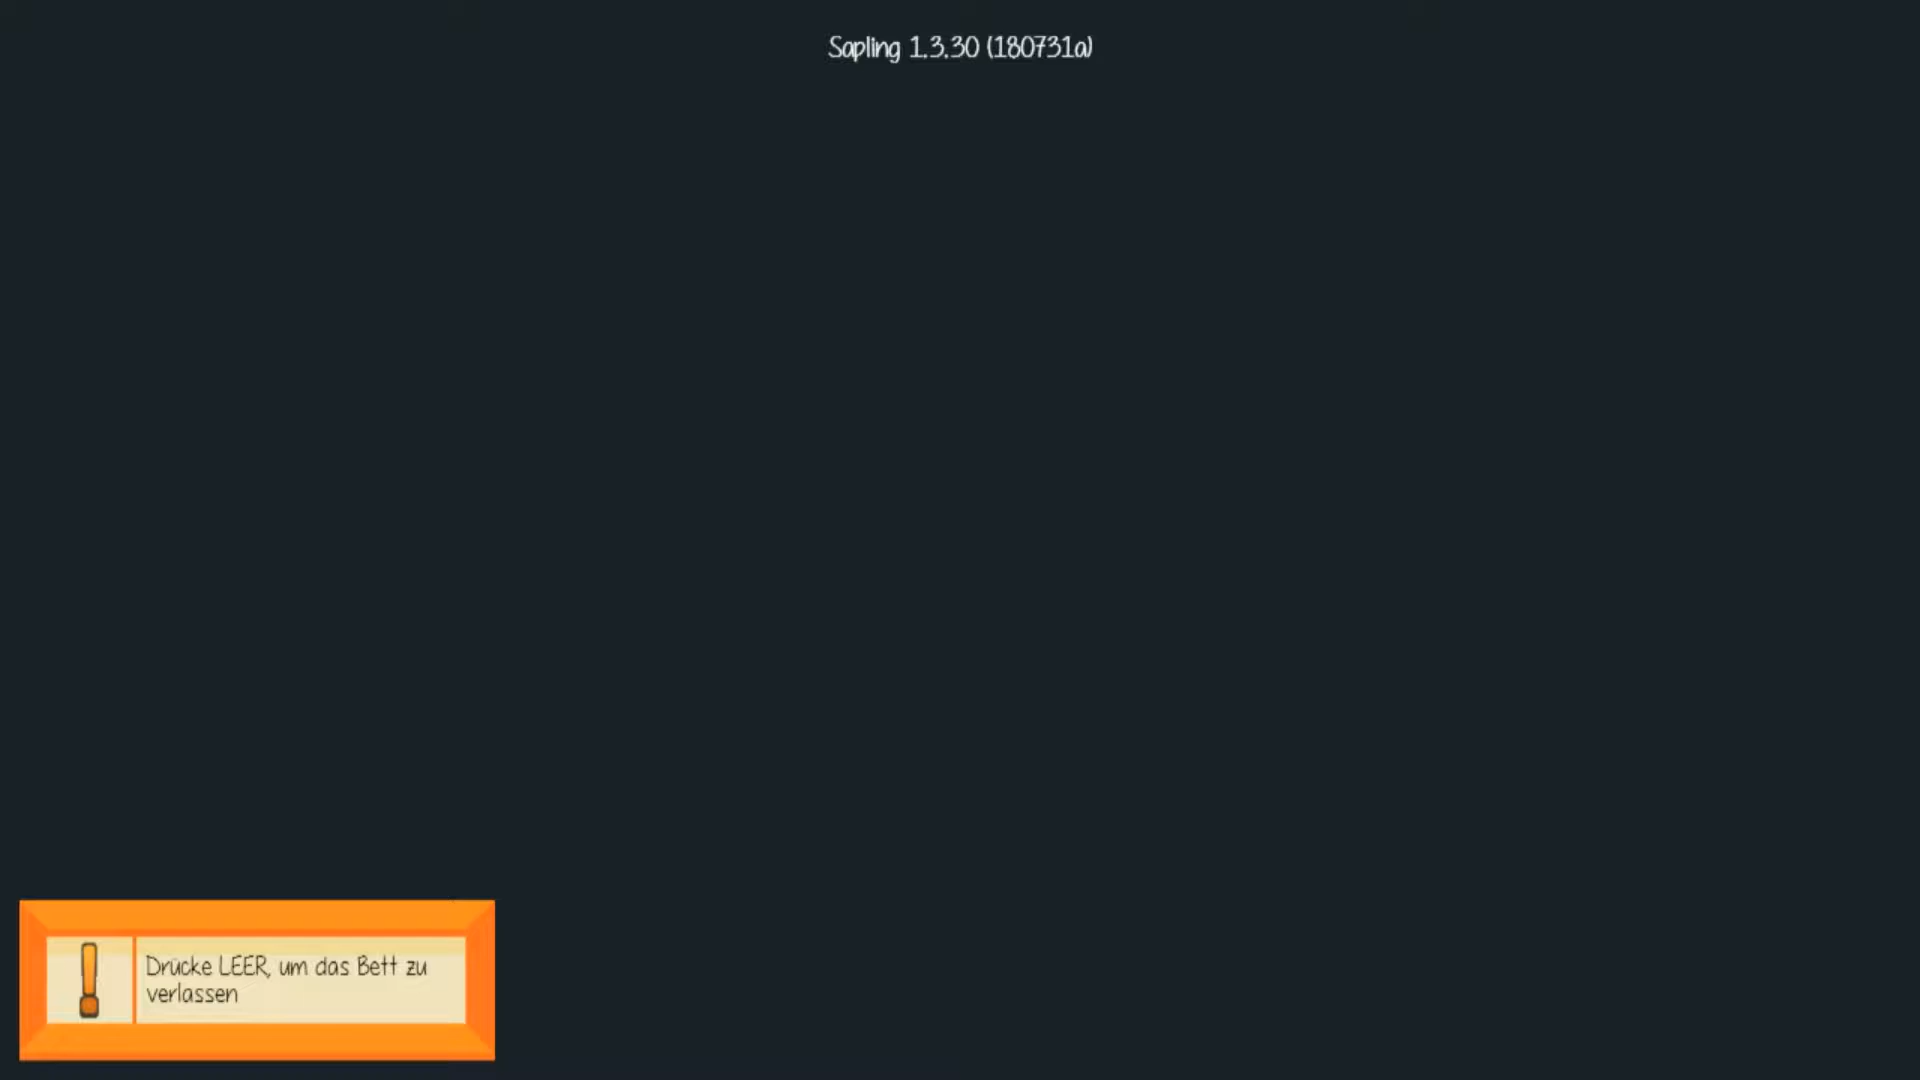 Sapling 1.3.30 (180731a)
Drücke LEER, um das Bett zu
verlassen